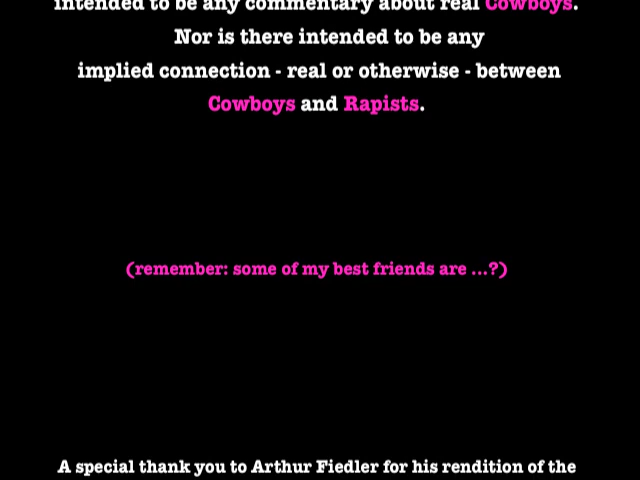 intended to be any commentary about real Cowboys.
Nor is there intended to be any
implied connection - real or otherwise - between
Cowboys and Rapists.
(remember: some of my best friends are ...?)
A special thank you to Arthur Fiedler for his rendition of the